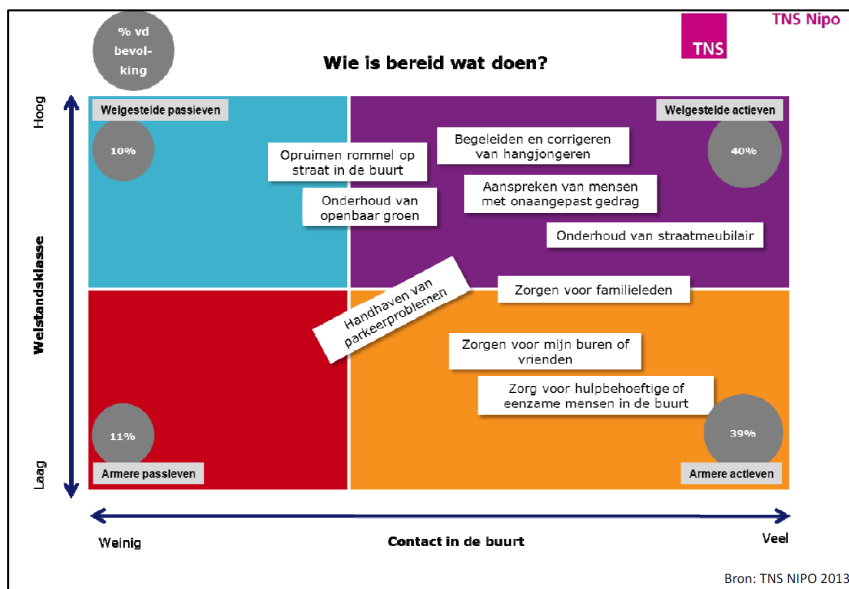 % vd
bevol-
king
TNS Nipo
TNS
Wie is bereid wat doen?
Hoog
Welstandsklasse
Laag
Welgestelde passieven
10%
Welgestelde actieven
40%
Opruimen rommel op
straat in de buurt
Begeleiden en corrigeren
van hangjongeren
Onderhoud van
openbaar groen
Aanspreken van mensen
met onaangepast gedrag
Onderhoud van straatmeubilair
Handhaven van
parkeerproblemen
Zorgen voor familieleden
Zorgen voor mijn buren of
vrienden
Zorg voor hulpbehoeftige of
eenzame mensen in de buurt
11%
Armere passieven
39%
Armere actieven
Weinig
Contact in de buurt
Veel
Bron: TNS NIPO 2013